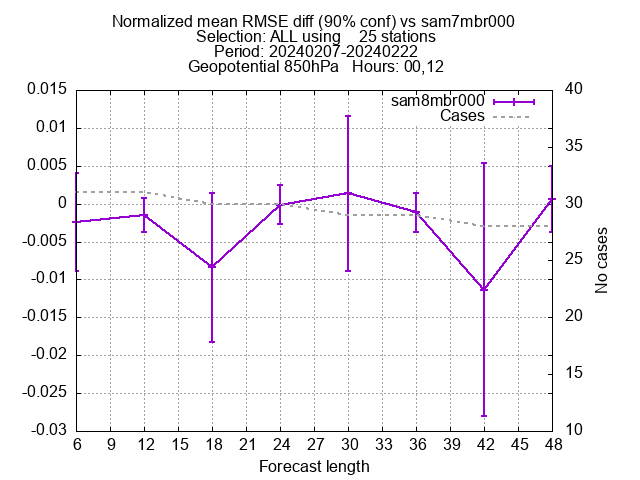 Normalized mean RMSE diff (90% conf) vs sam7mbr000
Selection: ALL using    25 stations
Period: 20240207-20240222
Geopotential 850hPa   Hours: 00,12
sam8mbr000
Cases
0.015
0.01
0.005
0
-0.005
-0.01
-0.015
-0.02
-0.025
-0.03
40
35
30
25
20
15
10
No cases
6 9 12 15 18 21 24 27 30 33 36 39 42 45 48
Forecast length